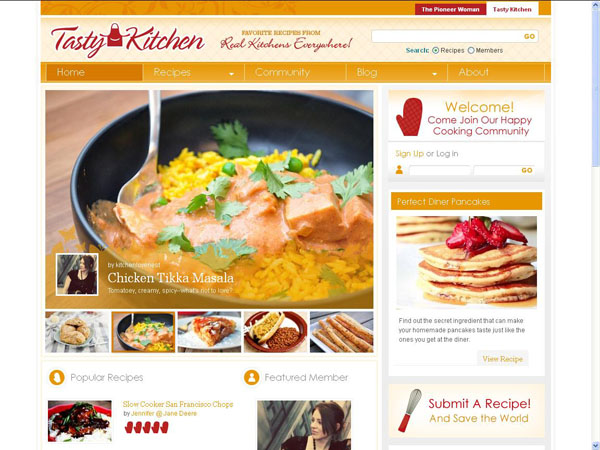 The Pioneer Woman
Tasty Kitchen
Tasty Kitchen
FAVORITE RECIPES FROM
Real Kitchens Everywhere!
GO
Search: Recipes Members
Home
Recipes
Community
Blog
About
by
Chicken Tikka Masala
Tomatoey, creamy, spicy--what's not to love?
Welcome!
Come Join Our Happy
Cooking Community
Sign Up or Log In
GO
Perfect Diner Pancakes
Find out the secret ingredient that can make
your homemade pancakes taste just like the
ones you get at the diner.
View Recipe
Popular Recipes
Slow Cooker San Francisco Chops
by Jennifer @ Jane Deere
Featured Member
Submit A Recipe!
And Save the World